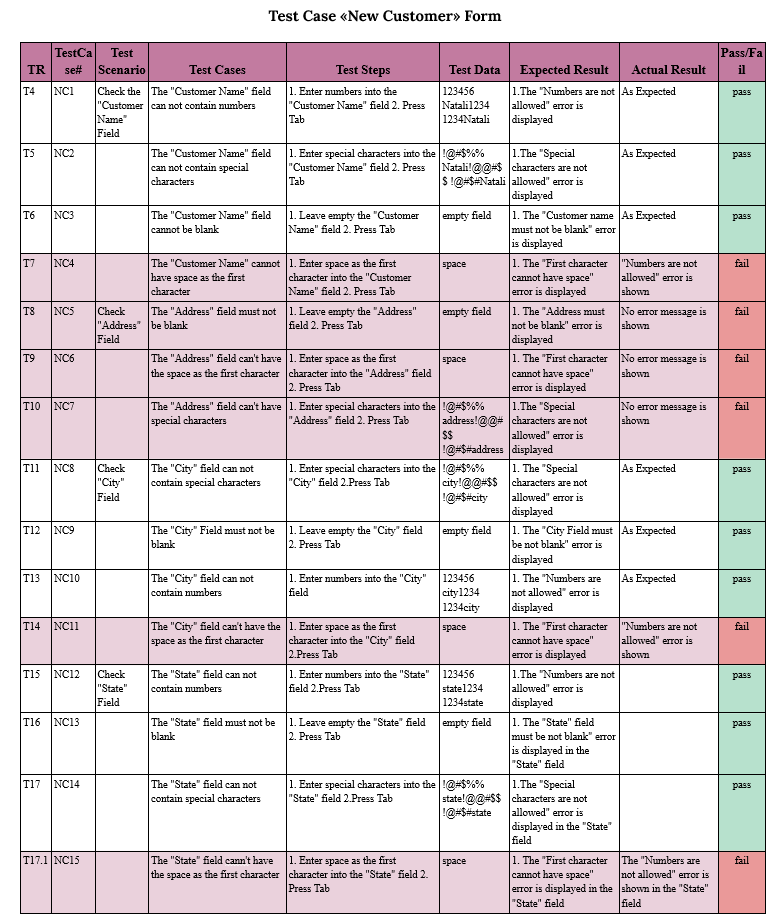 Test Case «New Customer» Form
TR TestCa se# Test Scenario Test Cases Test Steps Test Data Expected Result Actual Result Pass/Fa il
T4 NC1 Check the "Customer Name" Field The "Customer Name" field can not contain numbers 1. Enter numbers into the "Customer Name" field 2. Press Tab 123456 Natali1234 1234Natali 1.The "Numbers are not allowed" error is displayed As Expected pass
T5 NC2 The "Customer Name" field can not contain special characters 1. Enter special characters into the "Customer Name" field 2. Press Tab !@#$%% Natali!@@#$ $ !@#$#Natali 1.The "Special characters are not allowed" error is displayed As Expected pass
T6 NC3 The "Customer Name" field cannot be blank 1. Leave empty the "Customer Name" field 2. Press Tab empty field 1. The "Customer name must not be blank" error is displayed As Expected pass
T7 NC4 The "Customer Name" cannot have space as the first character 1. Enter space as the first character into the "Customer Name" field 2. Press Tab space 1. The "First character cannot have space" error is displayed "Numbers are not allowed" error is shown fail
T8 NC5 Check "Address" Field The "Address" field must not be blank 1. Leave empty the "Address" field 2. Press Tab empty field 1. The "Address must not be blank" error is displayed No error message is shown fail
T9 NC6 The "Address" field can't have the space as the first character 1. Enter space as the first character into the "Address" field 2. Press Tab space 1. The "First character cannot have space" error is displayed No error message is shown fail
T10 NC7 The "Address" field can't have special characters 1. Enter special characters into the "Address" field 2. Press Tab !@#$%% address!@@# $$ !@#$#address 1.The "Special characters are not allowed" error is displayed No error message is shown fail
T11 NC8 Check "City" Field The "City" field can not contain special characters 1. Enter special characters into the "City" field 2.Press Tab !@#$%% city!@@#$$ !@#$#city 1. The "Special characters are not allowed" error is displayed As Expected pass
T12 NC9 The "City" Field must not be blank 1. Leave empty the "City" field 2. Press Tab empty field 1. The "City Field must be not blank" error is displayed As Expected pass
T13 NC10 The "City" field can not contain numbers 1. Enter numbers into the "City" field 123456 city1234 1234city 1. The "Numbers are not allowed" error is displayed As Expected pass
T14 NC11 The "City" field can't have the space as the first character 1. Enter space as the first character into the "City" field 2.Press Tab space 1. The "First character cannot have space" error is displayed "Numbers are not allowed" error is shown fail
T15 NC12 Check "State" Field The "State" field can not contain numbers 1. Enter numbers into the "State" field 2.Press Tab 123456 state1234 1234state 1.The "Numbers are not allowed" error is displayed pass
T16 NC13 The "State" field must not be blank 1. Leave empty the "State" field 2. Press Tab empty field 1. The "State" field must be not blank" error is displayed in the "State" field pass
T17 NC14 The "State" field can not contain special characters 1. Enter special characters into the "State" field 2.Press Tab !@#$%% state!@@#$$ !@#$#state 1.The "Special characters are not allowed" error is displayed in the "State" field pass
T17.1 NC15 The "State" field cann't have the space as the first character 1. Enter space as the first character into the "State" field 2. Press Tab space 1. The "First character cannot have space" error is displayed in the "State" field The "Numbers are not allowed" error is shown in the "State" field fail